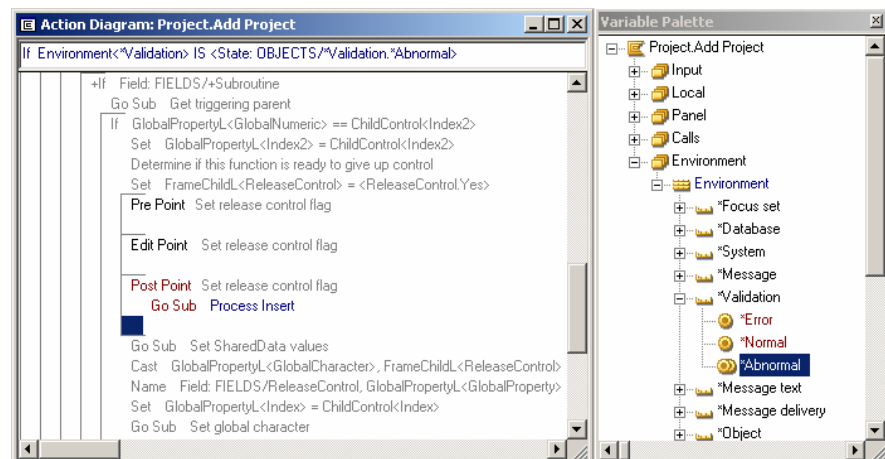 Action Diagram: Project.Add Project
If Environment<*Validation> IS <State: OBJECTS/*Validation.*Abnormal>
+If Field: FIELDS/+Subroutine
Go Sub Get triggering parent
If GlobalPropertyL<GlobalNumeric> == ChildControl<Index2>
Set GlobalPropertyL<Index2> = ChildControl<Index2>
Determine if this function is ready to give up control
Set FrameChildL<ReleaseControl> = <ReleaseControl.Yes>
Pre Point Set release control flag
Edit Point Set release control flag
Post Point Set release control flag
Go Sub Process Insert
Go Sub Set SharedData values
Cast GlobalPropertyL<GlobalCharacter>, FrameChildL<ReleaseControl>
Name Field: FIELDS/ReleaseControl, GlobalPropertyL<GlobalProperty>
Set GlobalPropertyL<Index> = ChildControl<Index>
Go Sub Set global character
Variable Palette
Project.Add Project
Input
Local
Panel
Calls
Environment
Environment
*Focus set
*Database
*System
*Message
*Validation
*Error
*Normal
*Abnormal
*Message text
*Message delivery
*Object